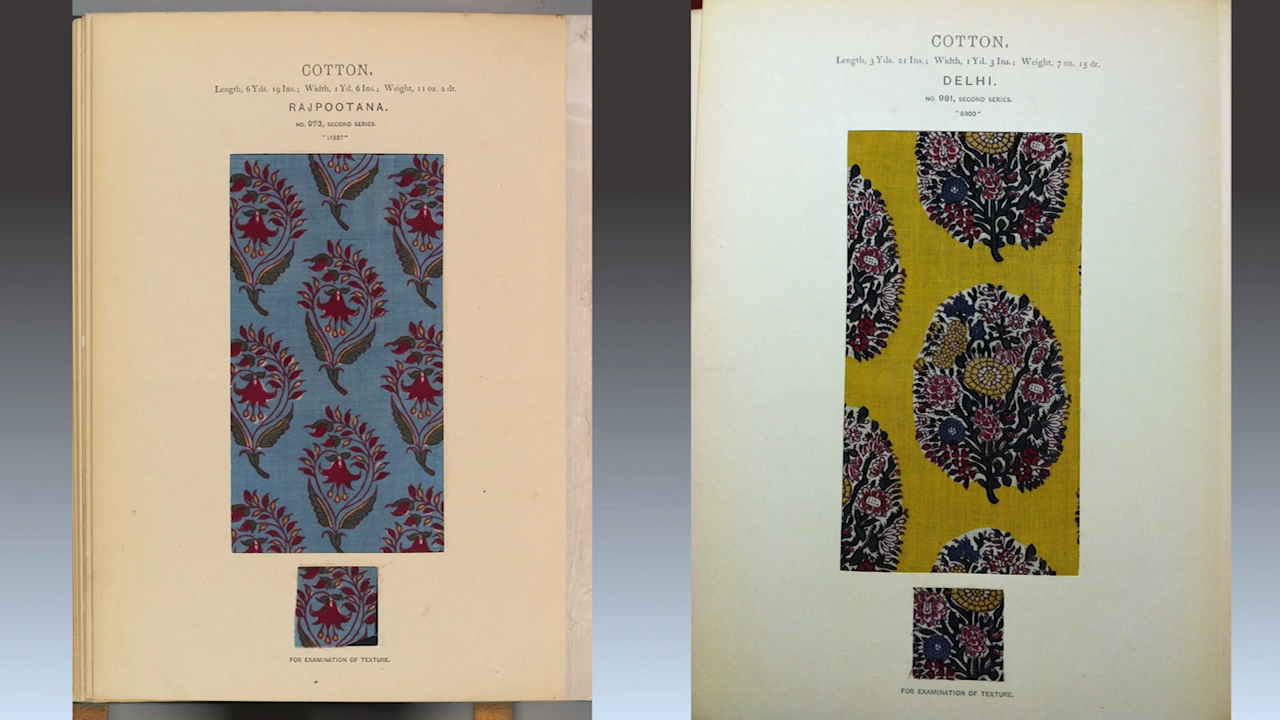 COTTON.
Length, 6 Yds. 19 Ins.; Width, 1 Yd. 6 Ins.; Weight, 11 oz. 2 dr.
RAJPOOTANA.
NO. 973, SECOND SERIES.
"11537"
FOR EXAMINATION OF TEXTURE.
COTTON.
Length, 3 Yds. 21 Ins.; Width, 1 Yd. 3 Ins.; Weight, 7 oz. 15 dr.
DELHI.
NO. 981, SECOND SERIES.
"8300"
FOR EXAMINATION OF TEXTURE.